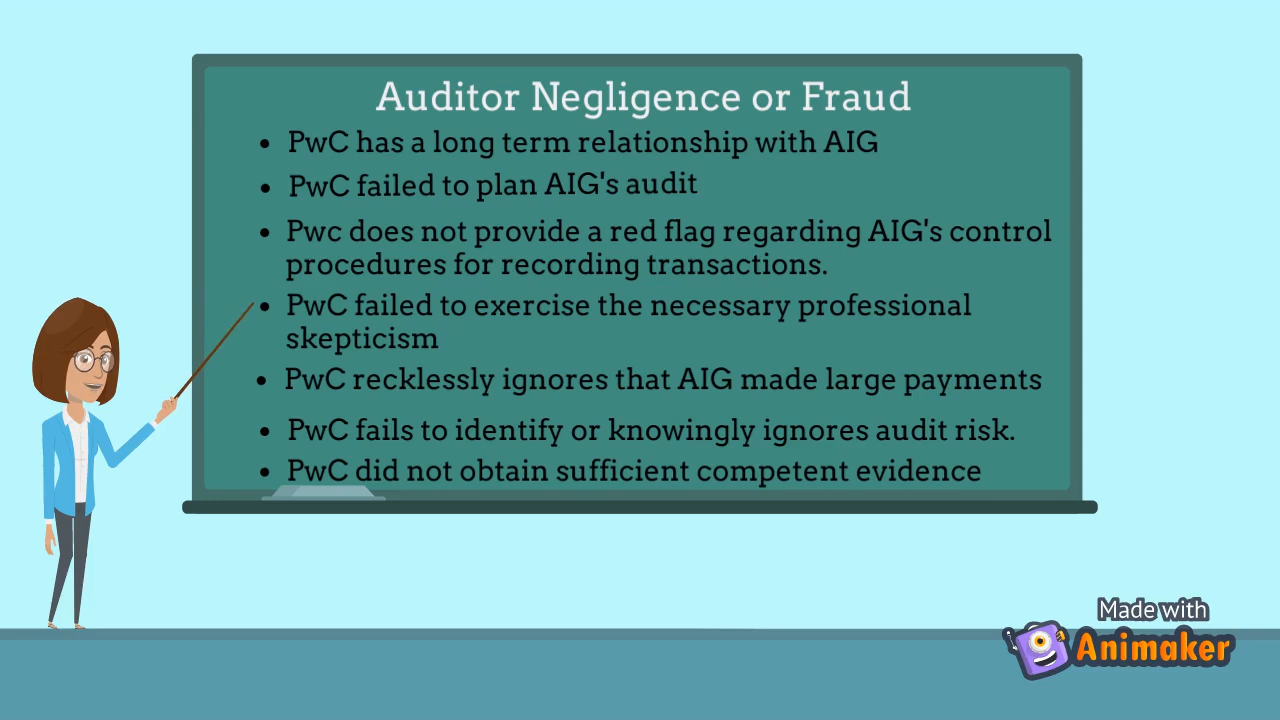 Auditor Negligence or Fraud
• PwC has a long term relationship with AIG
• PwC failed to plan AIG's audit
• Pwc does not provide a red flag regarding AIG's control
procedures for recording transactions.
• PwC failed to exercise the necessary professional
skepticism
• PwC recklessly ignores that AIG made large payments
• PwC fails to identify or knowingly ignores audit risk.
• PwC did not obtain sufficient competent evidence
Made with
Animaker